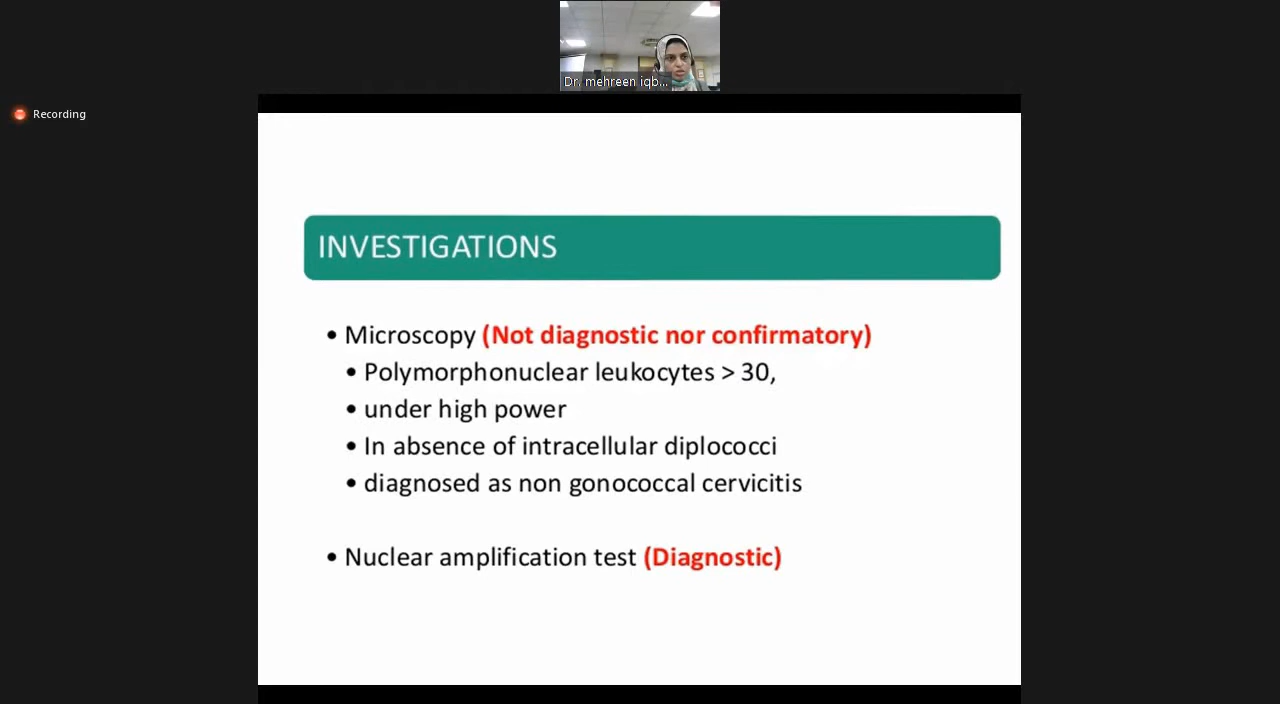 Dr. mehreen iqb...
Recording
INVESTIGATIONS
• Microscopy (Not diagnostic nor confirmatory)
• Polymorphonuclear leukocytes > 30,
• under high power
• In absence of intracellular diplococci
• diagnosed as non gonococcal cervicitis
• Nuclear amplification test (Diagnostic)